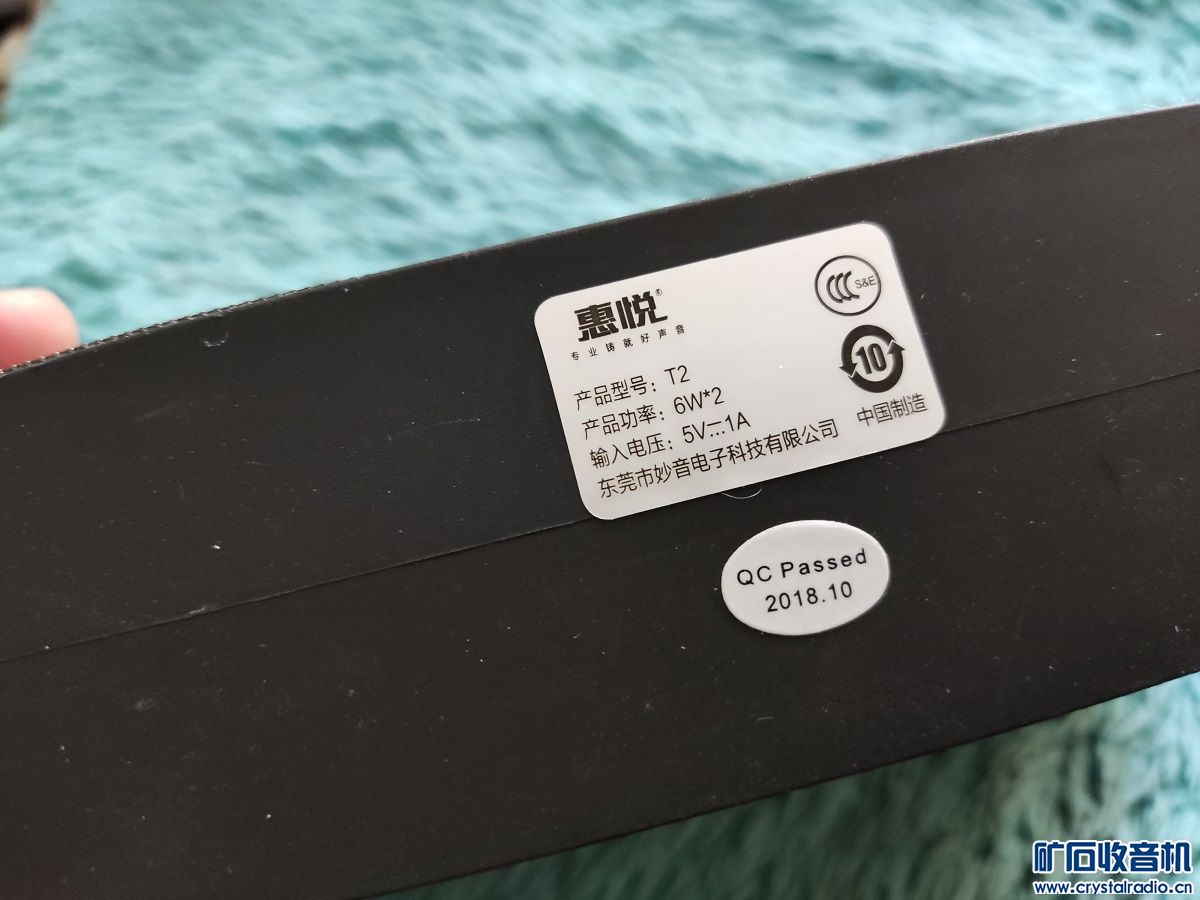 惠悦®
专业铸就好声音
产品型号：T2
产品功率：6W*2
输入电压：5V⎓1A
东莞市妙音电子科技有限公司
CCC S&E
10
中国制造
QC Passed
2018.10
矿石收音机
www.crystalradio.cn